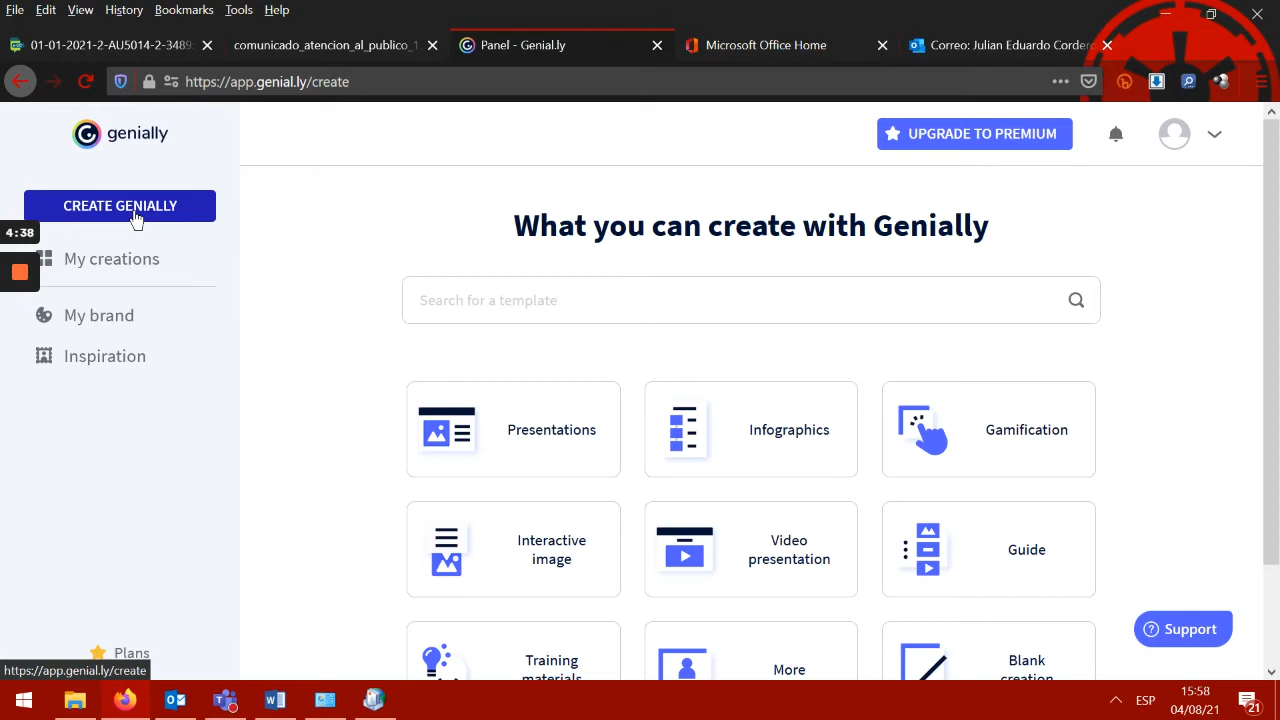 File Edit View History Bookmarks Tools Help
01-01-2021-2-AU5014-2-3489
comunicado_atencion_al_publico_1
Panel - Genial.ly
Microsoft Office Home
Correo: Julian Eduardo Cordero
https://app.genial.ly/create
genially
UPGRADE TO PREMIUM
CREATE GENIALLY
4:38
My creations
My brand
Inspiration
What you can create with Genially
Search for a template
Presentations
Infographics
Gamification
Interactive
image
Video
presentation
Guide
Training
materials
More
Blank
creation
Support
Plans
https://app.genial.ly/create
ESP
15:58
04/08/21
21